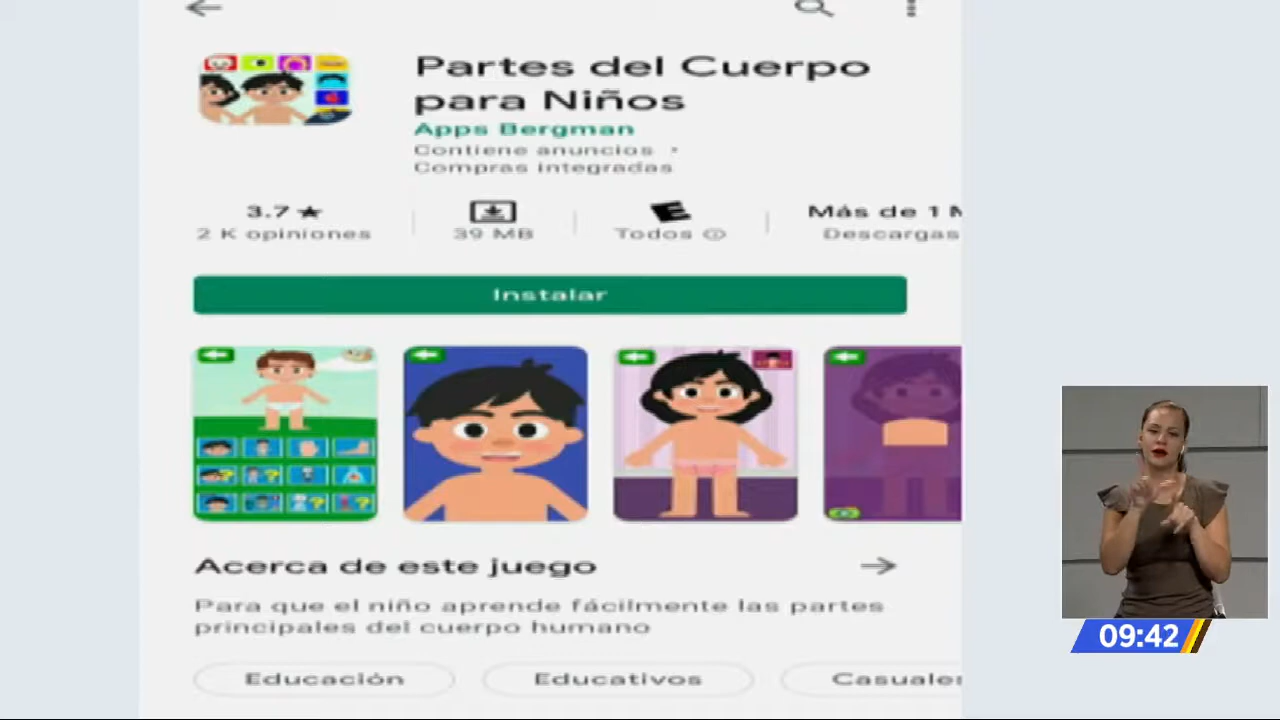 Partes del Cuerpo
para Niños
Apps Bergman
Contiene anuncios •
Compras integradas
3.7 ★
2 K opiniones
39 MB
E
Todos
Más de 1 M
Descargas
Instalar
Acerca de este juego
Para que el niño aprende fácilmente las partes
principales del cuerpo humano
Educación
Educativos
Casuales
09:42